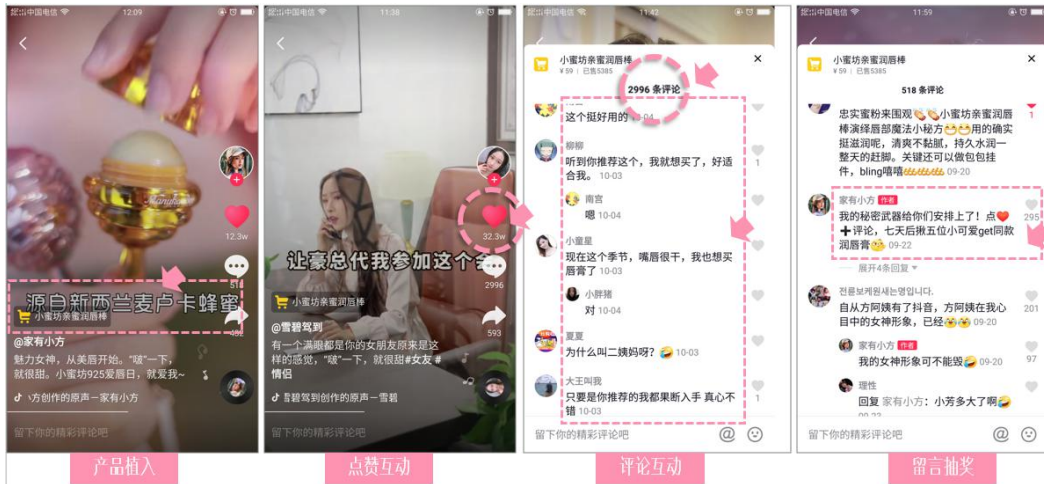 中国电信
12:09
12.3w
518
源自新西兰麦卢卡蜂蜜
小蜜坊亲蜜润唇棒
@家有小方
魅力女神，从美唇开始。“啵”一下，
就很甜。小蜜坊925爱唇日，就爱我~
方创作的原声－家有小方
留下你的精彩评论吧
产品植入
中国电信
11:38
32.3w
让豪总代我参加这个会
2996
小蜜坊亲蜜润唇棒
593
@雪碧驾到
有一个满眼都是你的女朋友原来是这
样的感觉，“啵”一下，就很甜#女友 #
情侣
雪碧驾到创作的原声－雪碧
留下你的精彩评论吧
点赞互动
中国电信
11:42
小蜜坊亲蜜润唇棒
×
¥59 | 已售5385
2996 条评论
这个挺好用的 10-04
柳柳
听到你推荐这个，我就想买了，好适
合我。 10-03
1
南宫
嗯 10-04
小童星
现在这个季节，嘴唇很干，我也想买
唇膏了 10-03
小胖猪
对 10-04
夏夏
为什么叫二姨妈呀？🤣 10-03
大王叫我
只要是你推荐的我都果断入手 真心不
错 10-03
1
留下你的精彩评论吧
@
评论互动
中国电信
11:59
小蜜坊亲蜜润唇棒
×
¥59 | 已售5385
518 条评论
忠实蜜粉来围观👏👏小蜜坊亲蜜润唇
棒演绎唇部魔法小秘方😁😁用的确实
挺滋润呢，清爽不黏腻，持久水润一
整天的赶脚。关键还可以做包包挂
件，bling嘻嘻 09-20
1
家有小方 作者
我的秘密武器给你们安排上了！点❤
➕评论，七天后揪五位小可爱get同款
润唇膏 09-22
295
展开4条回复
전륜보케원새는명입니다.
自从方阿姨有了抖音，方阿姨在我心
目中的女神形象，已经 09-20
201
家有小方 作者
我的女神形象可不能毁🤣 09-20
97
理性
回复 家有小方：小芳多大了啊🤣
留下你的精彩评论吧
@
留言抽奖